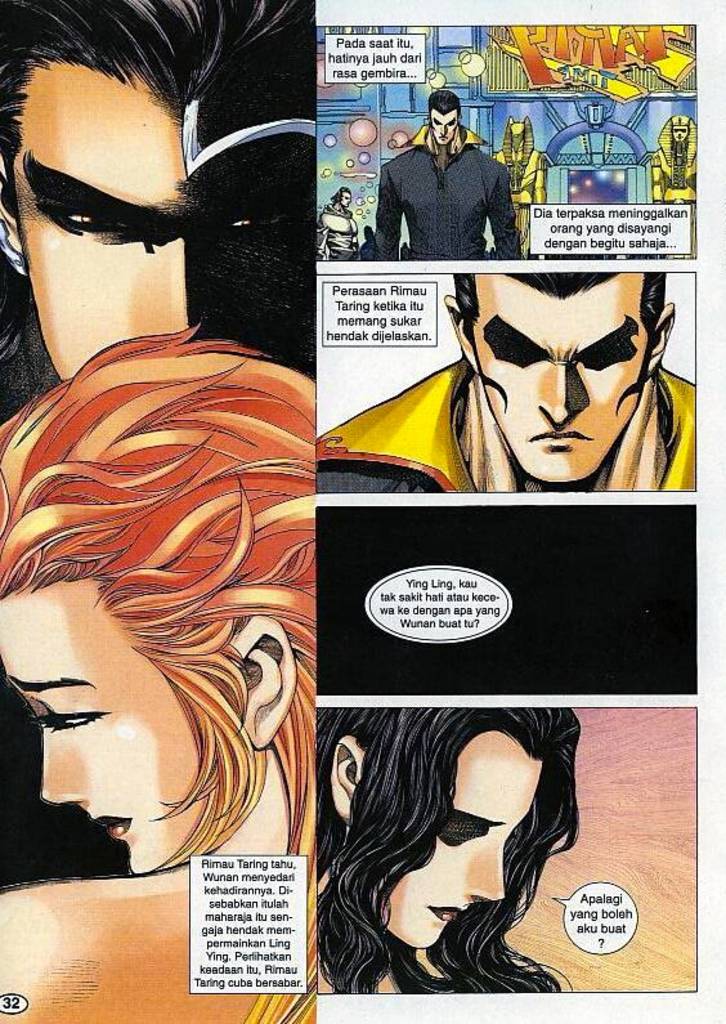 Pada saat itu,
hatinya jauh dari
rasa gembira...
Dia terpaksa meninggalkan
orang yang disayangi
dengan begitu sahaja...
Perasaan Rimau
Taring ketika itu
memang sukar
hendak dijelaskan.
Ying Ling, kau
tak sakit hati atau kece-
wa ke dengan apa yang
Wunan buat tu?
Apalagi
yang boleh
aku buat
?
Rimau Taring tahu,
Wunan menyedari
kehadirannya. Di-
sebabkan itulah
maharaja itu sen-
gaja hendak mem-
permainkan Ling
Ying. Perlihatkan
keadaan itu, Rimau
Taring cuba bersabar.
32